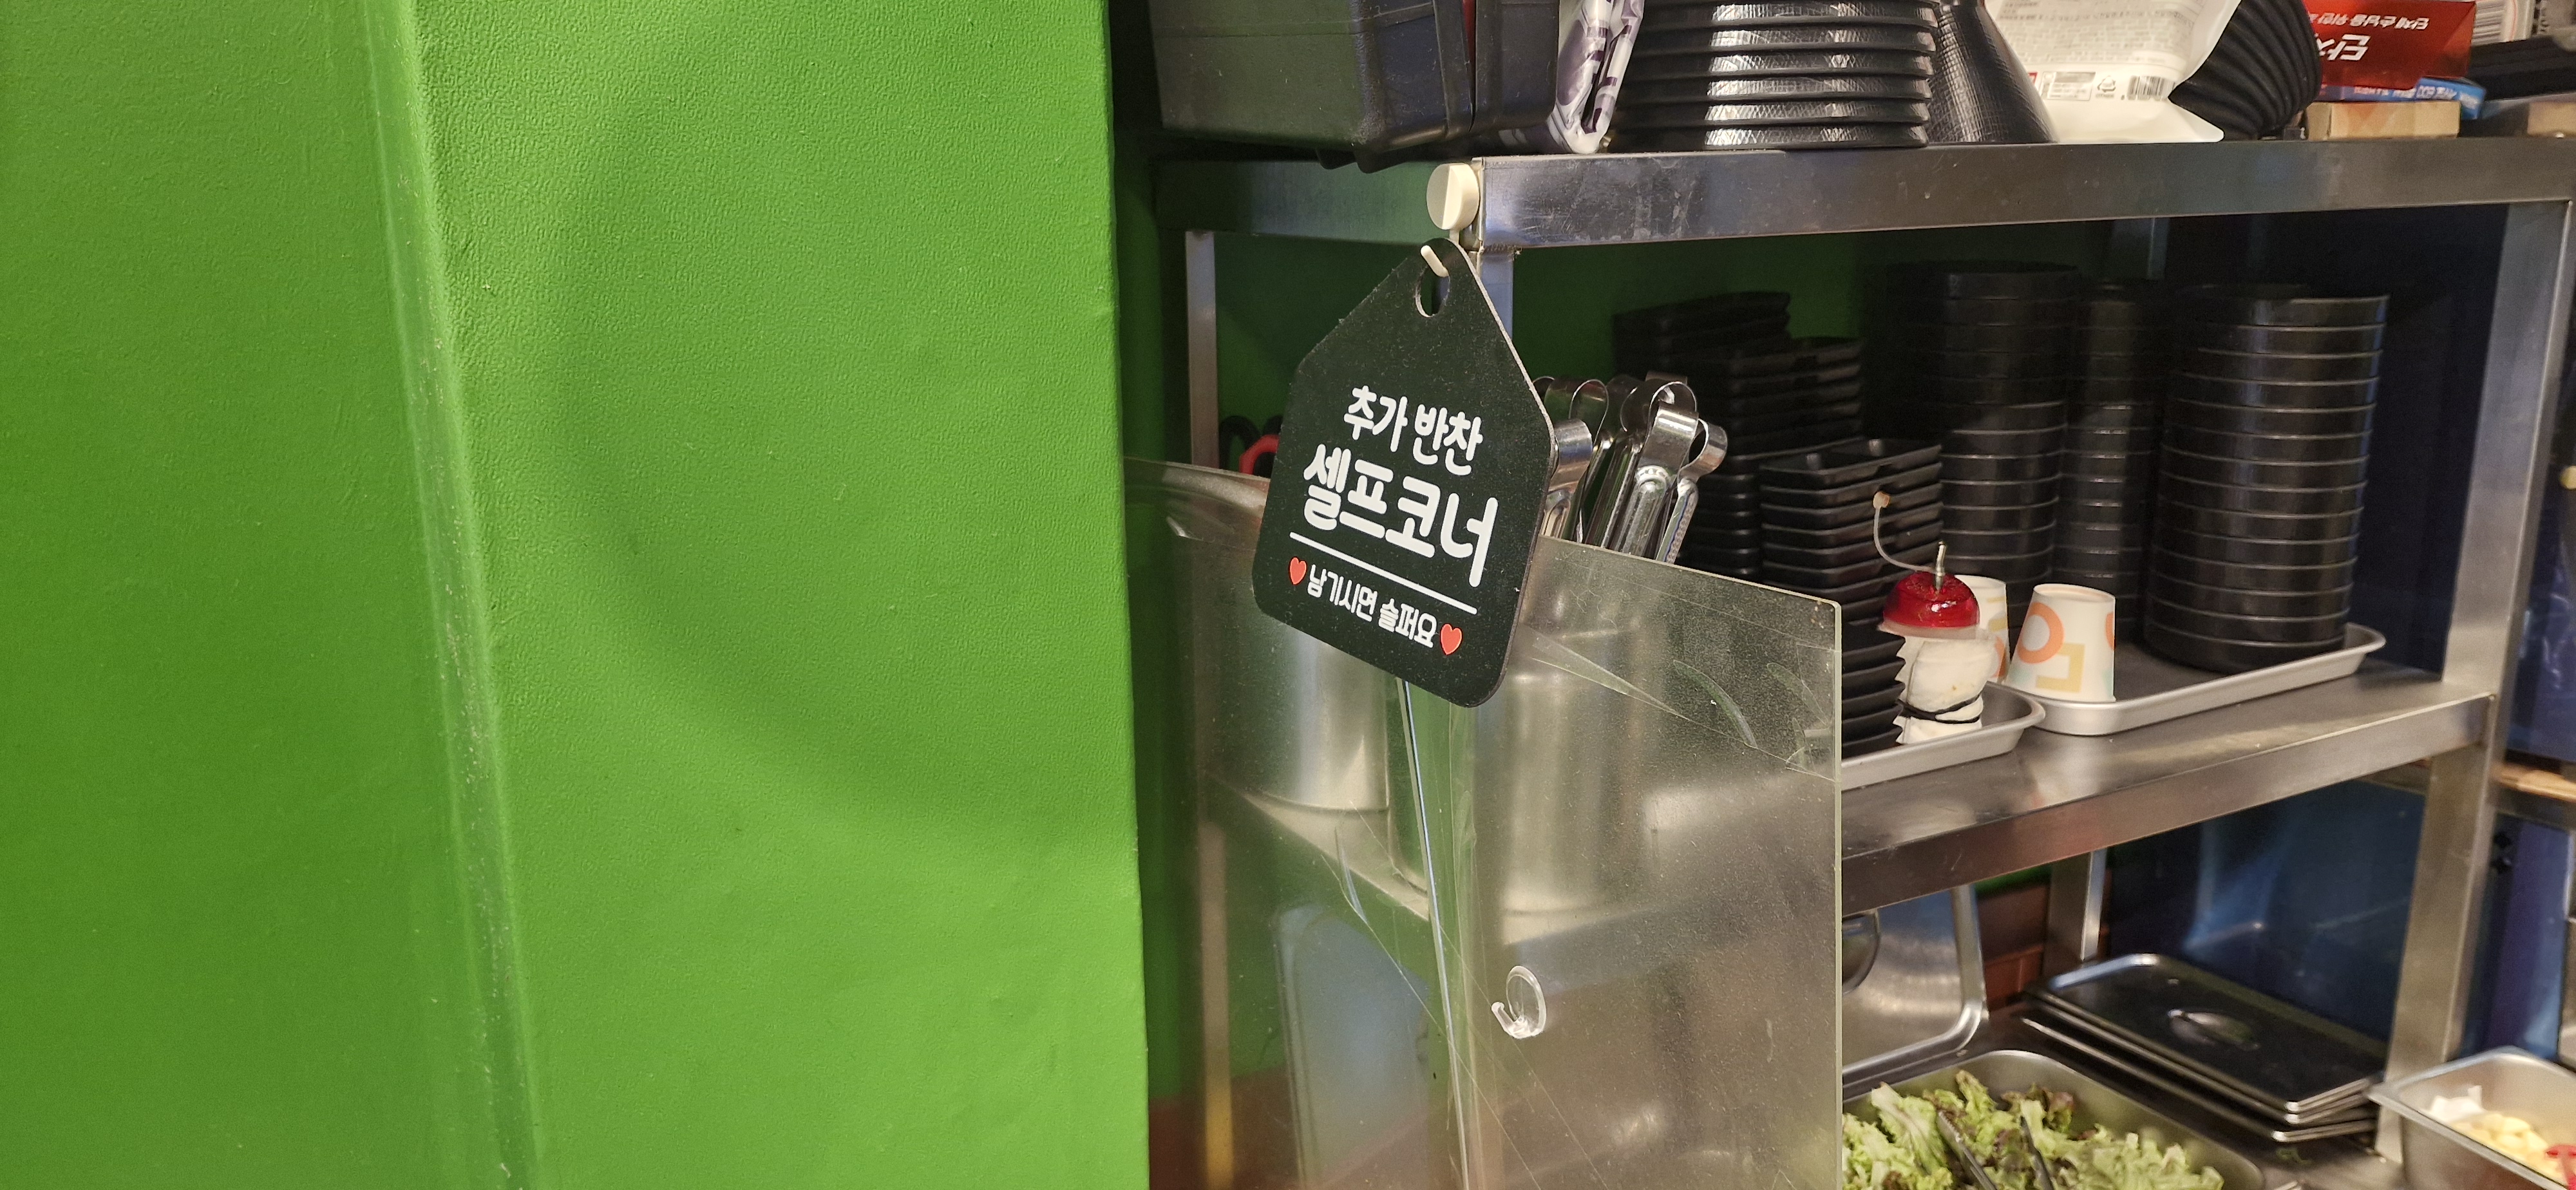 추가 반찬
셀프코너
남기시면 슬퍼요